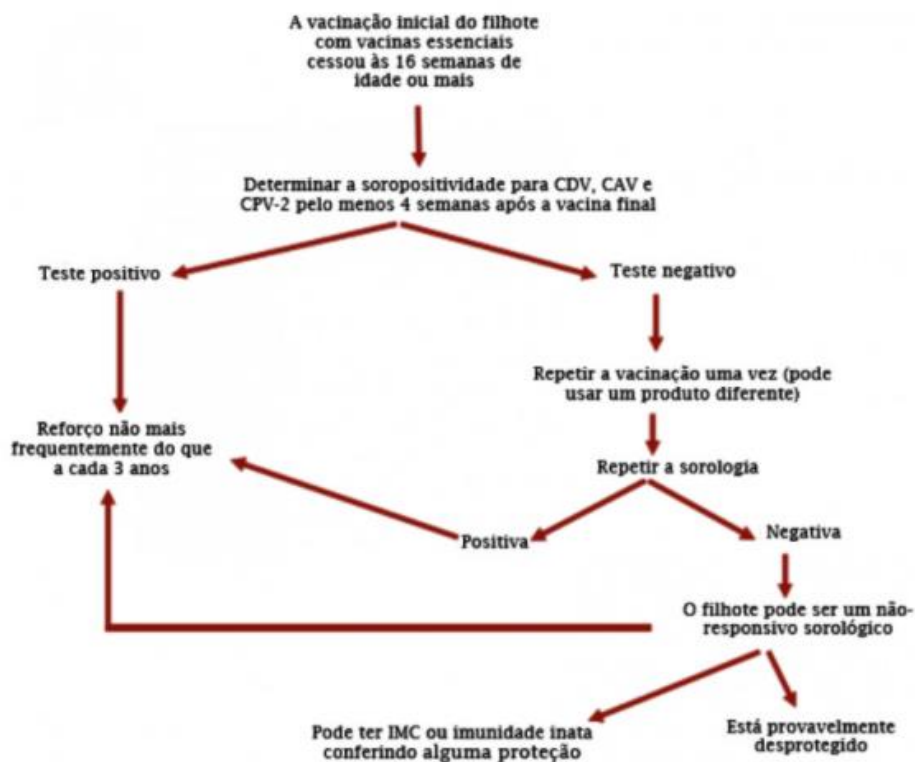 A vacinação inicial do filhote
com vacinas essenciais
cessou às 16 semanas de
idade ou mais
Determinar a soropositividade para CDV, CAV e
CPV-2 pelo menos 4 semanas após a vacina final
Teste positivo
Teste negativo
Repetir a vacinação uma vez (pode
usar um produto diferente)
Reforço não mais
frequentemente do que
a cada 3 anos
Repetir a sorologia
Positiva
Negativa
O filhote pode ser um não-
responsivo sorológico
Pode ter IMC ou imunidade inata
conferindo alguma proteção
Está provavelmente
desprotegido